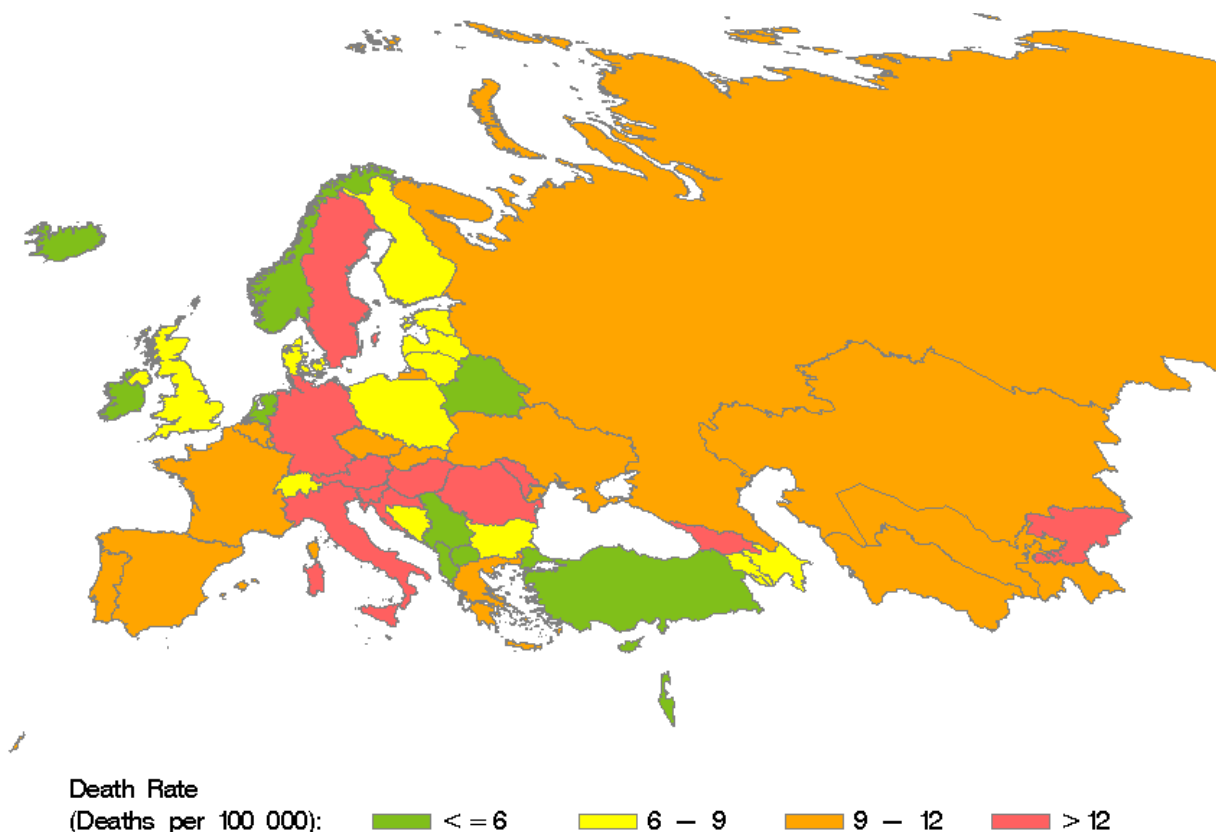 Death Rate
(Deaths per 100 000): <= 6 6 – 9 9 – 12 > 12